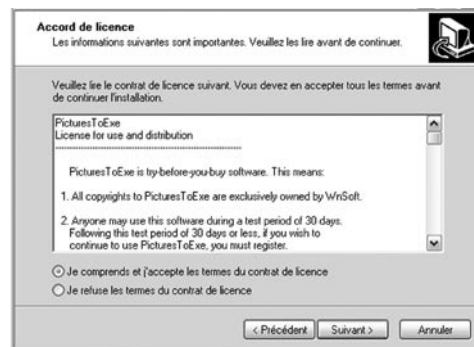 Accord de licence
Les informations suivantes sont importantes. Veuillez les lire avant de continuer.
Veuillez lire le contrat de licence suivant. Vous devez en accepter tous les termes avant
de continuer l'installation.
PicturesToExe
License for use and distribution
------------------------------------------------
PicturesToExe is try-before-you-buy software. This means:
1. All copyrights to PicturesToExe are exclusively owned by WnSoft.
2. Anyone may use this software during a test period of 30 days.
Following this test period of 30 days or less, if you wish to
continue to use PicturesToExe, you must register.
Je comprends et j'accepte les termes du contrat de licence
Je refuse les termes du contrat de licence
< Précédent Suivant > Annuler